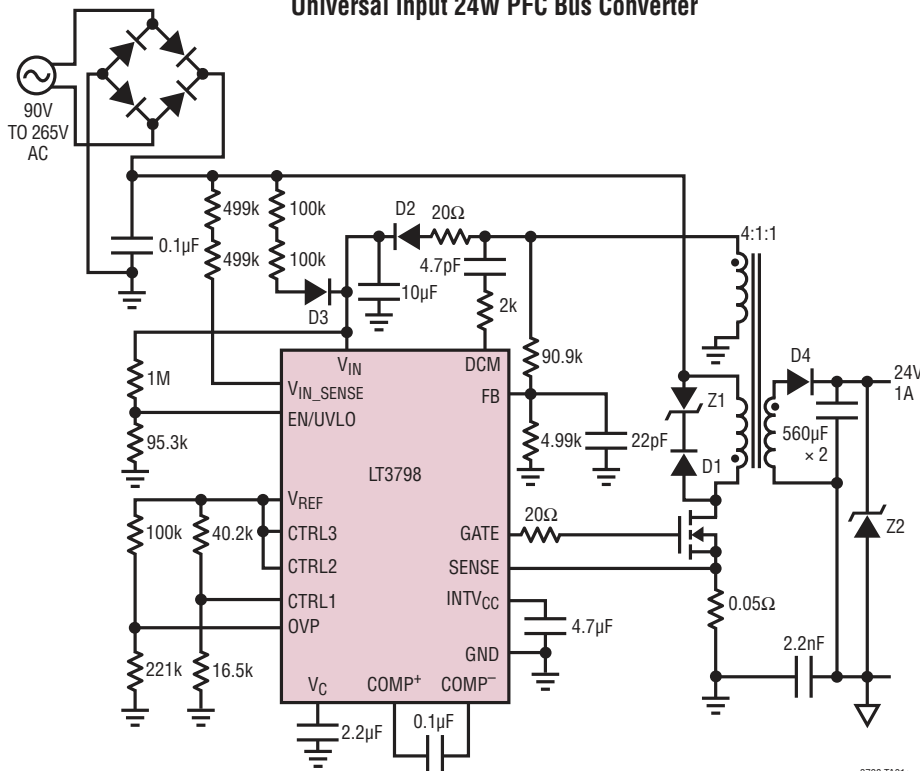 Universal Input 24W PFC Bus Converter
90V
TO 265V
AC
0.1µF
499k
499k
100k
100k
D3
D2
20Ω
10µF
4.7pF
2k
90.9k
4.99k
22pF
4:1:1
Z1
D1
D4
24V
1A
560µF
× 2
Z2
1M
95.3k
VIN
VIN_SENSE
EN/UVLO
DCM
FB
LT3798
VREF
CTRL3
CTRL2
CTRL1
OVP
GATE
SENSE
INTVCC
GND
VC
COMP+
COMP–
100k
40.2k
221k
16.5k
20Ω
0.05Ω
4.7µF
2.2nF
2.2µF
0.1µF